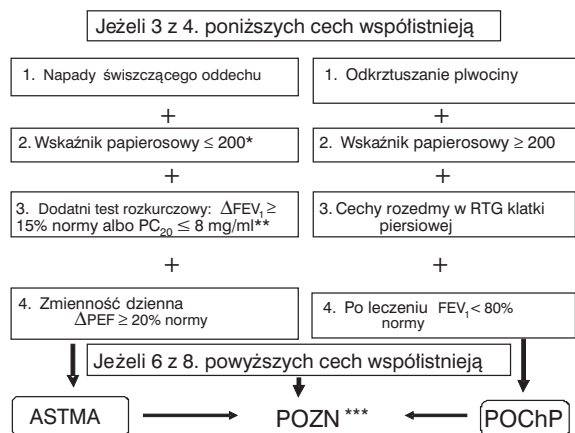 Jeżeli 3 z 4. poniższych cech współistnieją
1. Napady świszczącego oddechu
+
2. Wskaźnik papierosowy ≤ 200*
+
3. Dodatni test rozkurczowy: ΔFEV₁ ≥
15% normy albo PC₂₀ ≤ 8 mg/ml**
+
4. Zmienność dzienna
ΔPEF ≥ 20% normy
1. Odkrztuszanie plwociny
+
2. Wskaźnik papierosowy ≥ 200
+
3. Cechy rozedmy w RTG klatki
piersiowej
+
4. Po leczeniu FEV₁ < 80%
normy
Jeżeli 6 z 8. powyższych cech współistnieją
ASTMA
POZN ***
POChP